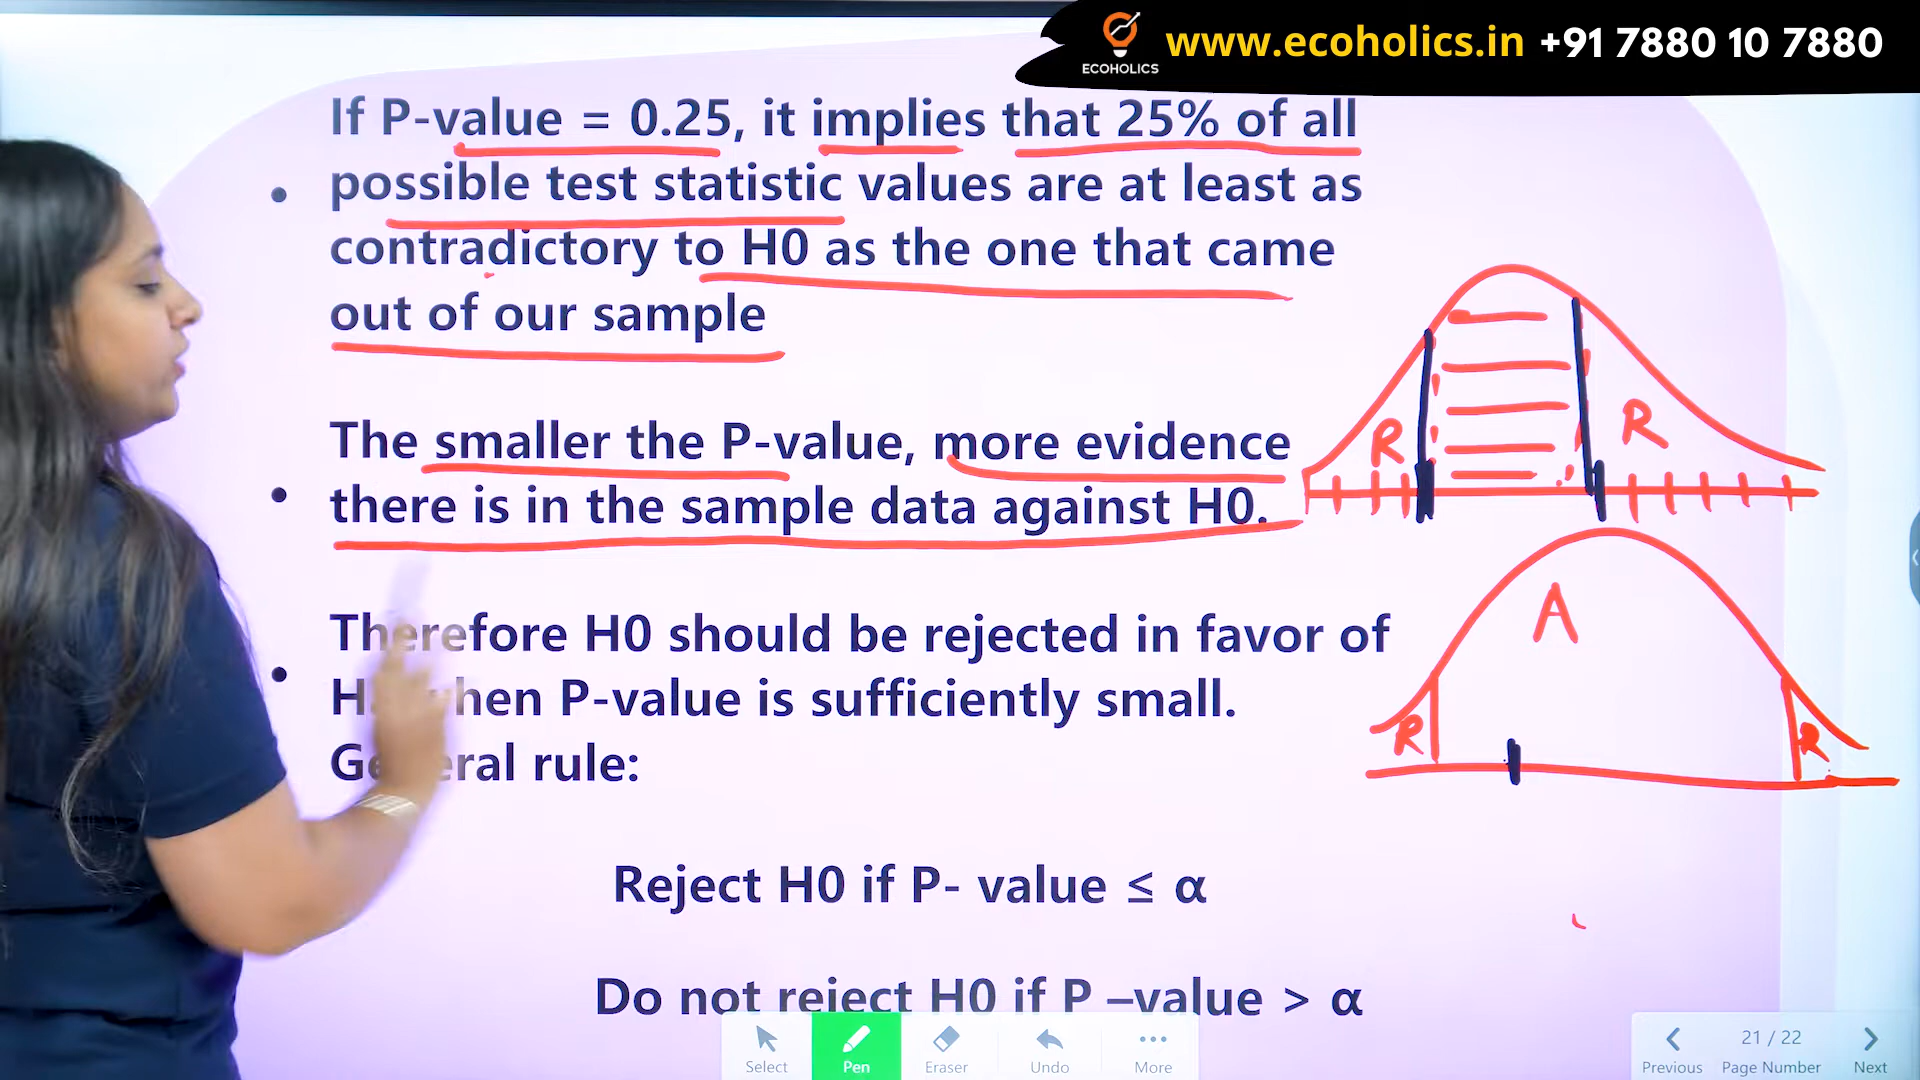 www.ecoholics.in +91 7880 10 7880
ECOHOLICS
If P-value = 0.25, it implies that 25% of all
possible test statistic values are at least as
contradictory to H0 as the one that came
out of our sample
The smaller the P-value, more evidence
there is in the sample data against H0.
R R
Therefore H0 should be rejected in favor of
when P-value is sufficiently small.
General rule:
A
R R
Reject H0 if P- value ≤ α
Do not reject H0 if P –value > α
Select Pen Eraser Undo More
21 / 22
Previous Page Number Next